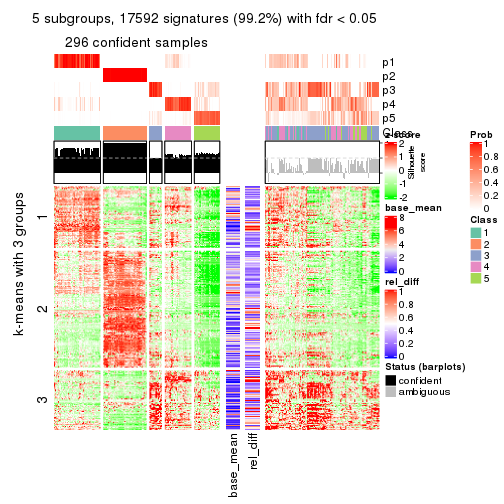 5 subgroups, 17592 signatures (99.2%) with fdr < 0.05
296 confident samples
p1
p2
p3
p4
p5
Class
z-score
2
1
0
-1
-2
Silhouette
score
Prob
1
0.8
0.6
0.4
0.2
0
base_mean
8
6
4
2
0
Class
1
2
3
4
5
rel_diff
1
0.8
0.6
0.4
0.2
0
Status (barplots)
confident
ambiguous
k-means with 3 groups
1
2
3
base_mean
rel_diff